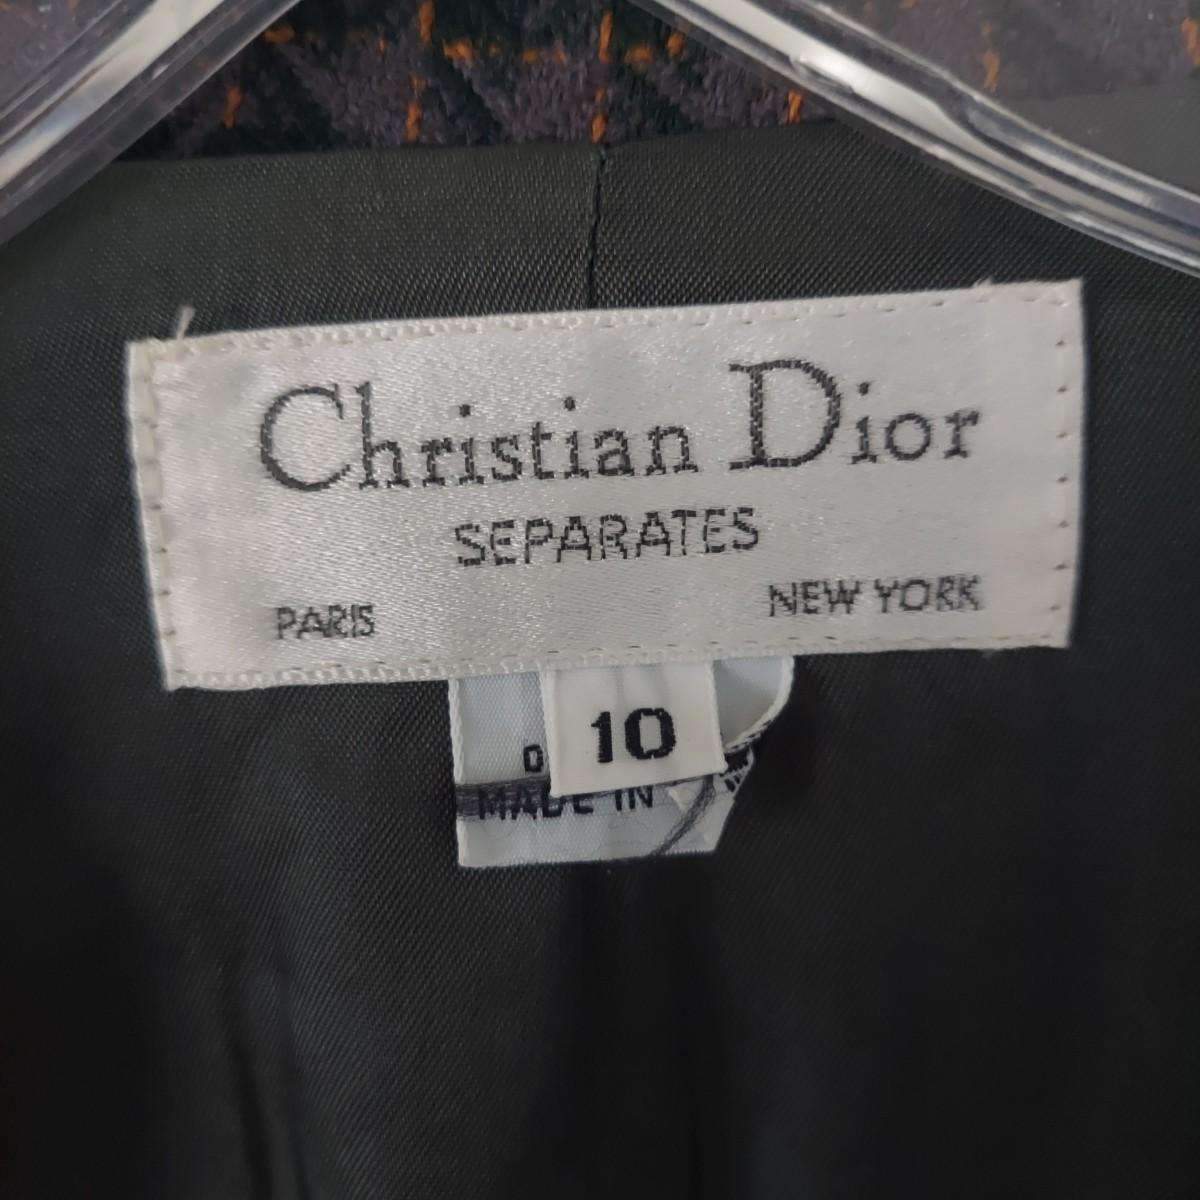 Christian Dior
SEPARATES
PARIS NEW YORK
10
MADE IN